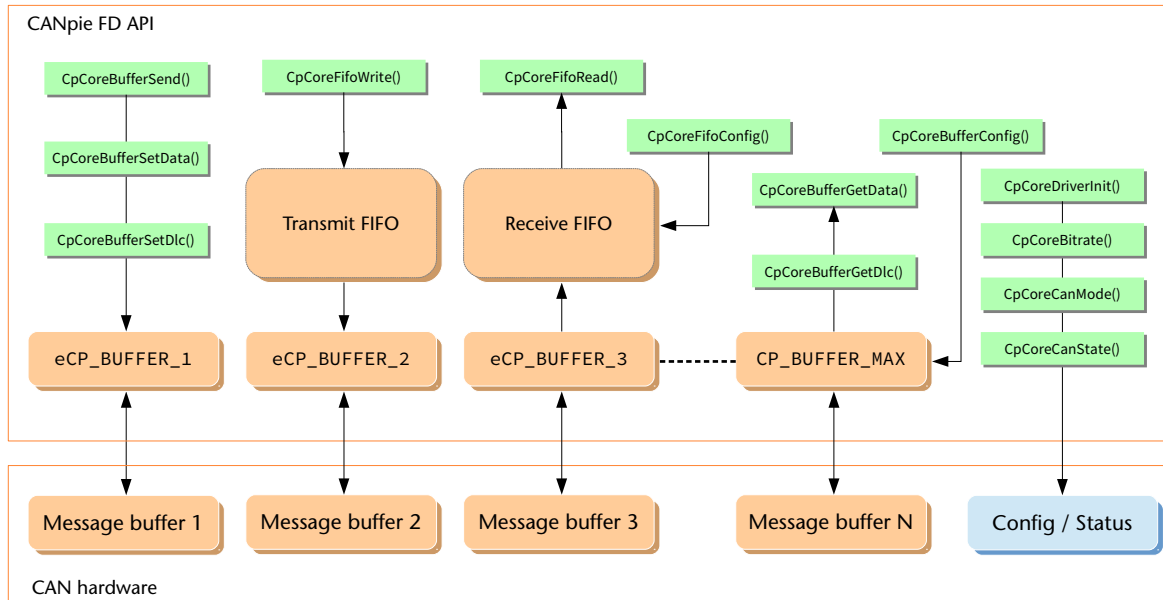 CANpie FD API
CpCoreBufferSend()
CpCoreFifoWrite()
CpCoreFifoRead()
CpCoreFifoConfig()
CpCoreBufferConfig()
CpCoreBufferSetData()
CpCoreBufferGetData()
CpCoreDriverInit()
Transmit FIFO
Receive FIFO
CpCoreBufferSetDlc()
CpCoreBitrate()
CpCoreBufferGetDlc()
CpCoreCanMode()
CpCoreCanState()
eCP_BUFFER_1
eCP_BUFFER_2
eCP_BUFFER_3
CP_BUFFER_MAX
Message buffer 1
Message buffer 2
Message buffer 3
Message buffer N
Config / Status
CAN hardware